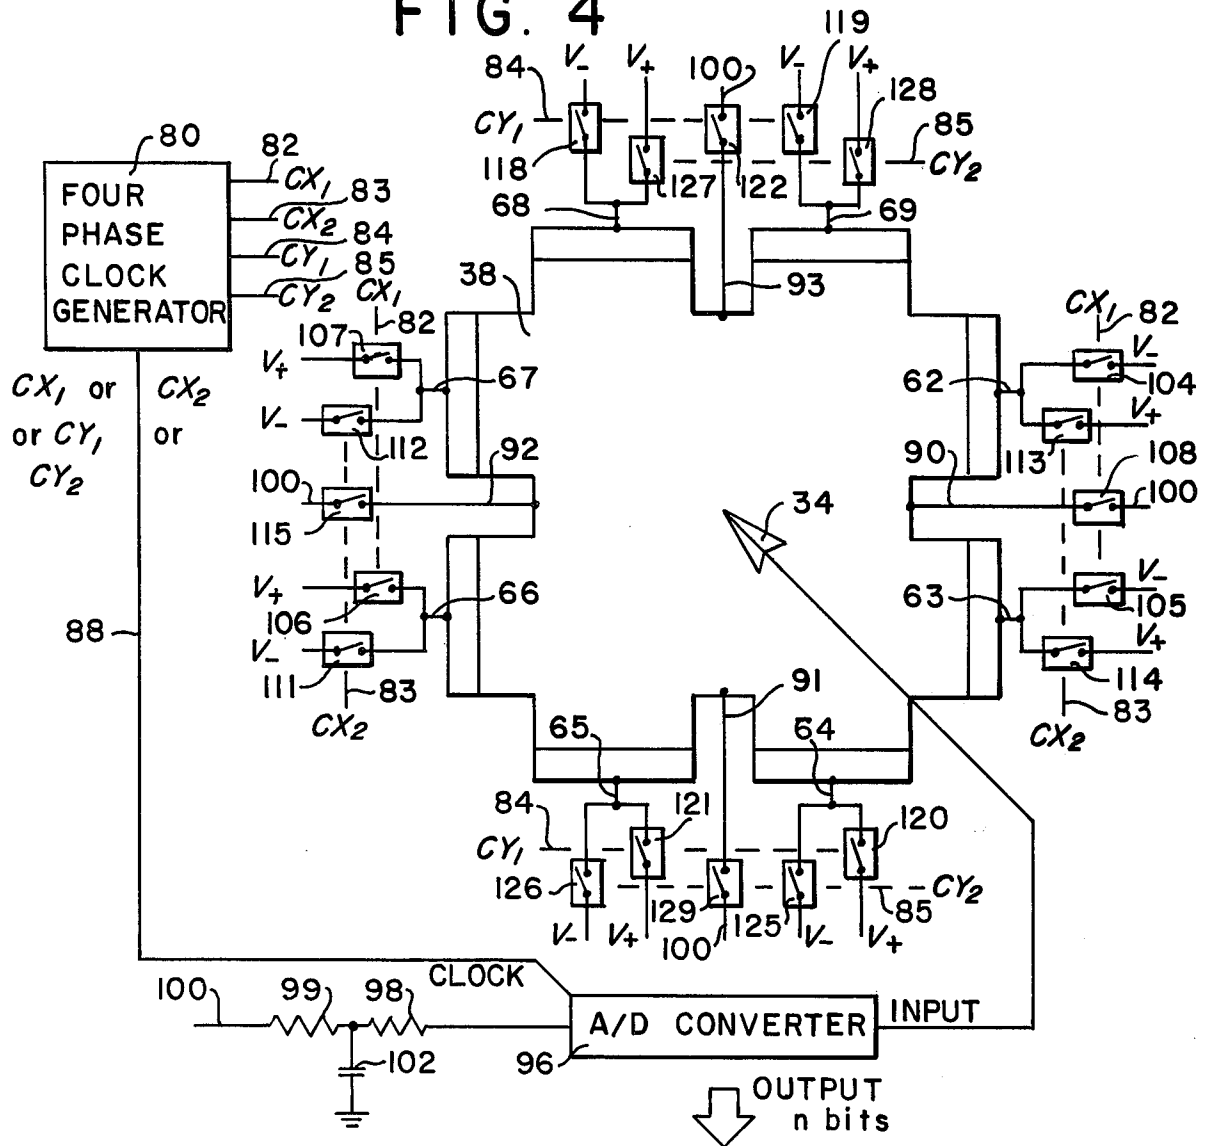 FIG. 4
119
84 V- V+ 100 V- V+
128
85
CY1
CY2
118 127 122
68 69
93
80
FOUR
PHASE
CLOCK
GENERATOR
82
CX1
83
CX2
84
CY1
85
CY2
CX1 or CX2
or CY1 or
CY2
88
38
CX1
82
107
V+
67
V-
112
92
100
115
V+
66
106
V-
111
83
CX2
CX1
82
62
V-
104
V+
113
90
108
100
34
63
V-
105
V+
114
83
CX2
91
65 64
84 121 120
CY1
126
CY2
129 125 85
V- V+ 100 V- V+
CLOCK
100 99 98
102
A/D CONVERTER
INPUT
96
OUTPUT
n bits